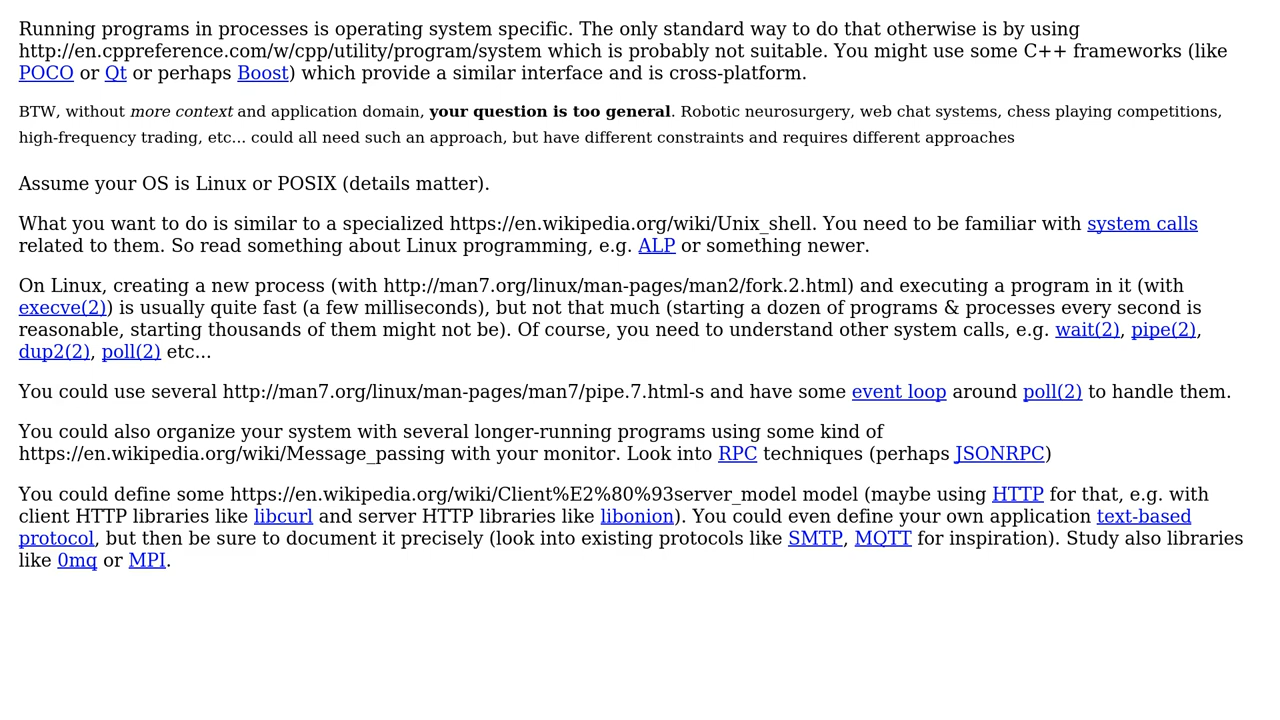 Running programs in processes is operating system specific. The only standard way to do that otherwise is by using
http://en.cppreference.com/w/cpp/utility/program/system which is probably not suitable. You might use some C++ frameworks (like
POCO or Qt or perhaps Boost) which provide a similar interface and is cross-platform.
BTW, without more context and application domain, your question is too general. Robotic neurosurgery, web chat systems, chess playing competitions,
high-frequency trading, etc... could all need such an approach, but have different constraints and requires different approaches
Assume your OS is Linux or POSIX (details matter).
What you want to do is similar to a specialized https://en.wikipedia.org/wiki/Unix_shell. You need to be familiar with system calls
related to them. So read something about Linux programming, e.g. ALP or something newer.
On Linux, creating a new process (with http://man7.org/linux/man-pages/man2/fork.2.html) and executing a program in it (with
execve(2)) is usually quite fast (a few milliseconds), but not that much (starting a dozen of programs & processes every second is
reasonable, starting thousands of them might not be). Of course, you need to understand other system calls, e.g. wait(2), pipe(2),
dup2(2), poll(2) etc...
You could use several http://man7.org/linux/man-pages/man7/pipe.7.html-s and have some event loop around poll(2) to handle them.
You could also organize your system with several longer-running programs using some kind of
https://en.wikipedia.org/wiki/Message_passing with your monitor. Look into RPC techniques (perhaps JSONRPC)
You could define some https://en.wikipedia.org/wiki/Client%E2%80%93server_model model (maybe using HTTP for that, e.g. with
client HTTP libraries like libcurl and server HTTP libraries like libonion). You could even define your own application text-based
protocol, but then be sure to document it precisely (look into existing protocols like SMTP, MQTT for inspiration). Study also libraries
like 0mq or MPI.